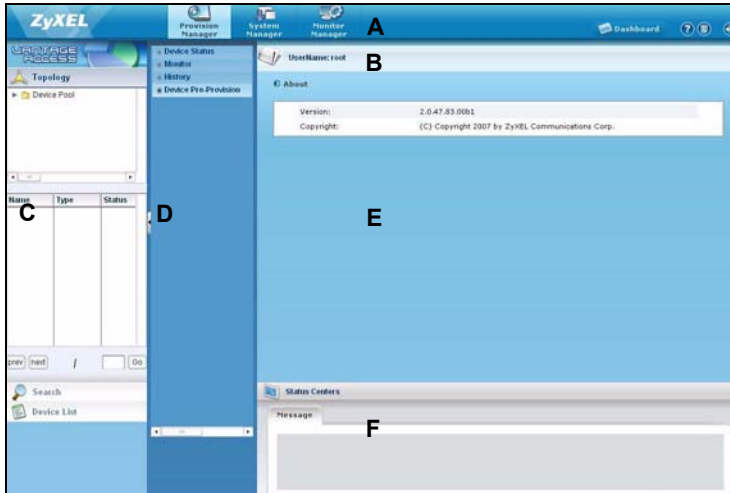 ZyXEL
Provision Manager
System Manager
Monitor Manager
A
Dashboard
?
VANTAGE ACCESS
Topology
Device Pool
Device Status
Monitor
History
Device Pre-Provision
UserName: root
B
About
Version: 2.0.47.83.00b1
Copyright: (C) Copyright 2007 by ZyXEL Communications Corp.
Name Type Status
C
D
E
prev next / Go
Search
Device List
Status Centers
Message
F